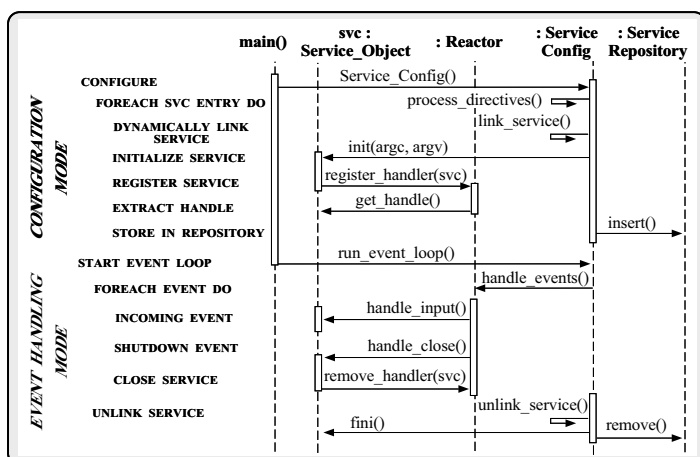 main()
svc :
Service_Object
: Reactor
: Service
Config
: Service
Repository
CONFIGURATION
MODE
CONFIGURE
Service_Config()
FOREACH SVC ENTRY DO
process_directives()
DYNAMICALLY LINK
SERVICE
link_service()
INITIALIZE SERVICE
init(argc, argv)
REGISTER SERVICE
register_handler(svc)
EXTRACT HANDLE
get_handle()
STORE IN REPOSITORY
insert()
EVENT HANDLING
MODE
START EVENT LOOP
run_event_loop()
FOREACH EVENT DO
handle_events()
INCOMING EVENT
handle_input()
SHUTDOWN EVENT
handle_close()
CLOSE SERVICE
remove_handler(svc)
UNLINK SERVICE
unlink_service()
fini()
remove()